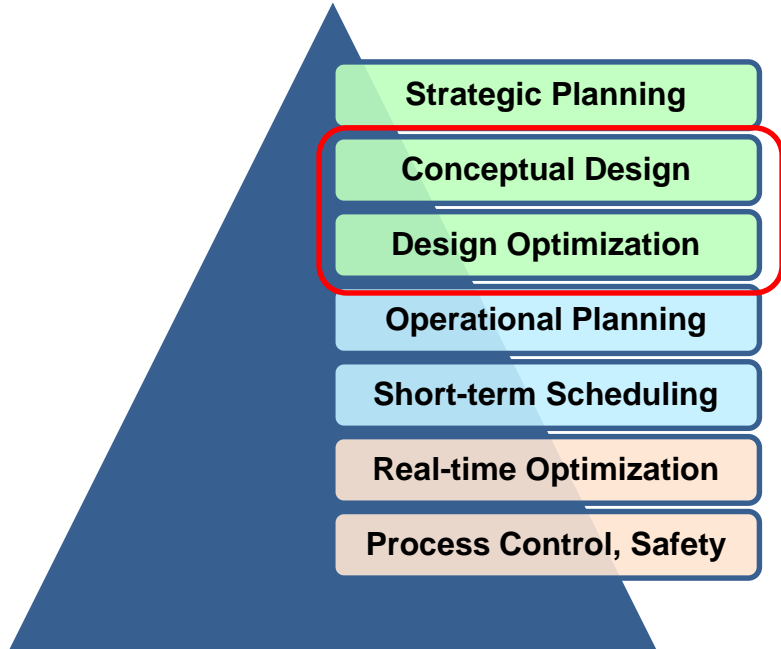 Strategic Planning
Conceptual Design
Design Optimization
Operational Planning
Short-term Scheduling
Real-time Optimization
Process Control, Safety